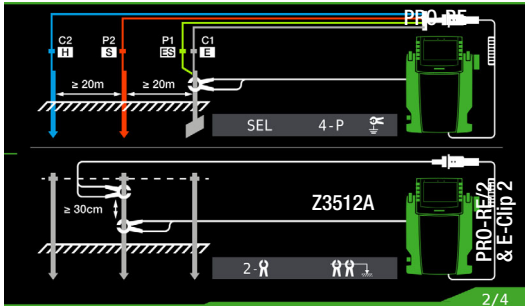 PRO-RE
C2 P2 P1 C1
H S ES E
≥ 20m ≥ 20m
SEL 4-P
≥ 30cm
Z3512A
PRO-RE/2
& E-Clip 2
2-
2/4